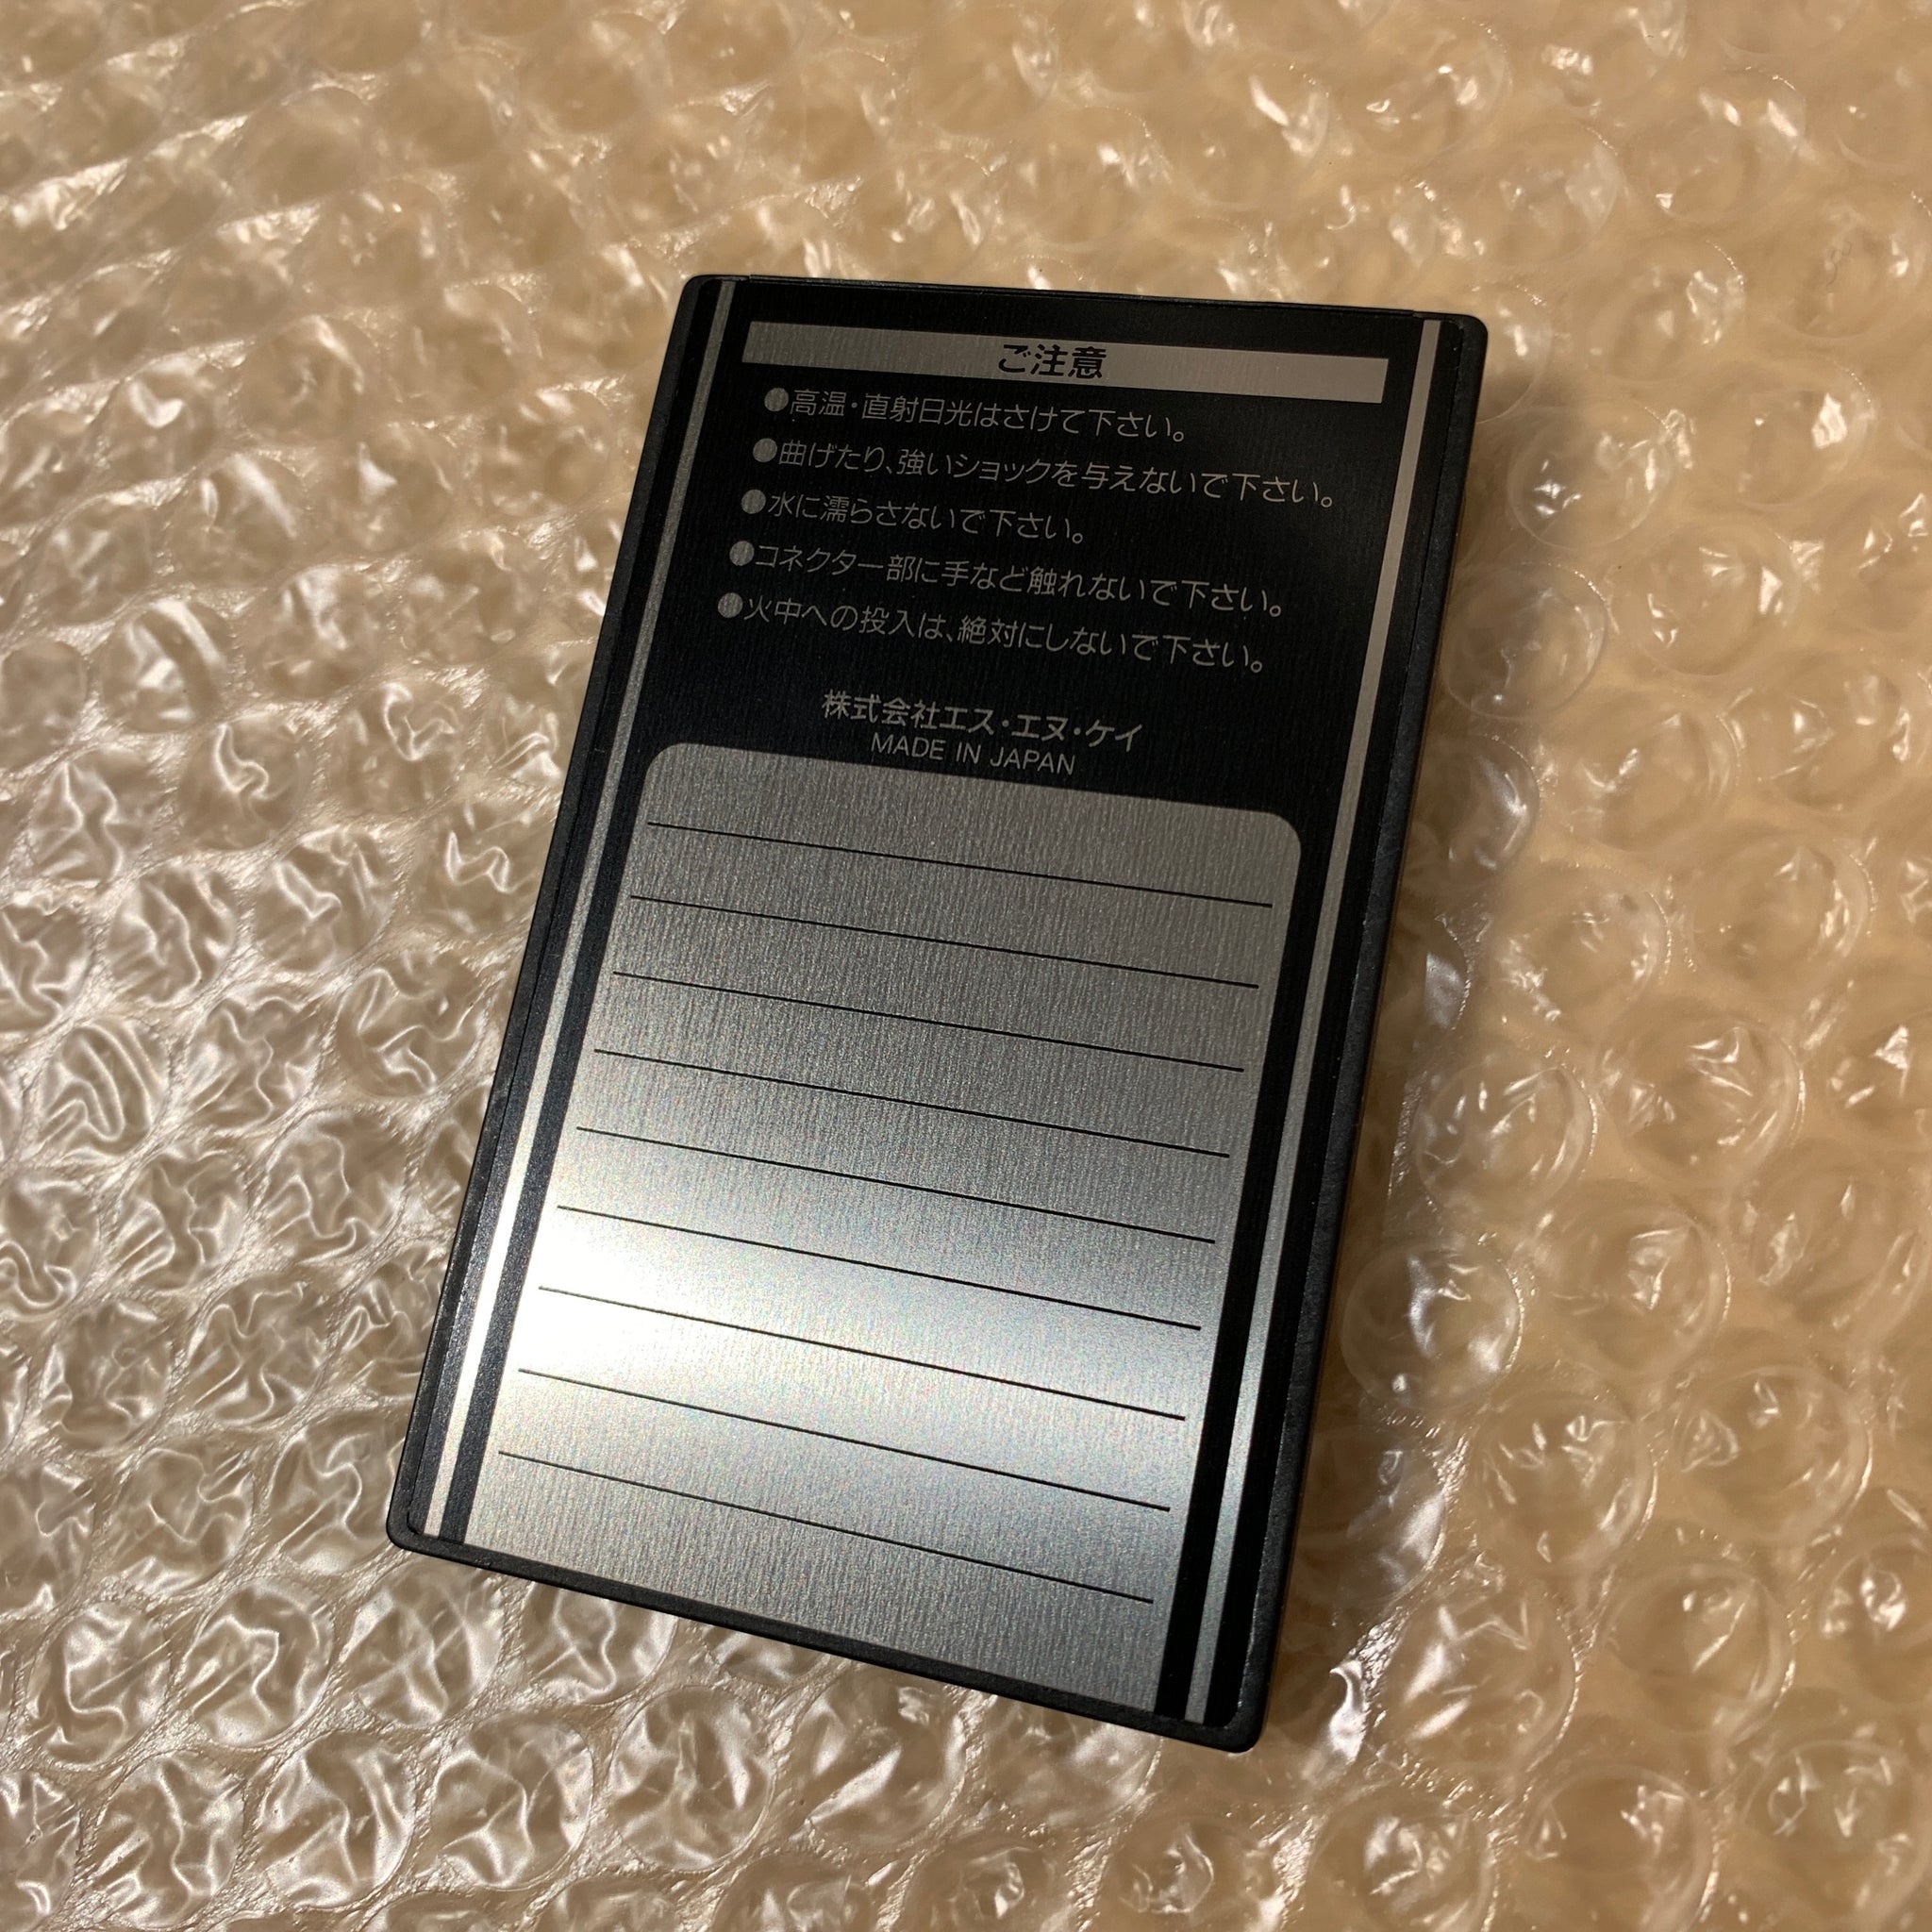 ご注意
●高温・直射日光はさけて下さい。
●曲げたり、強いショックを与えないで下さい。
●水に濡らさないで下さい。
●コネクター部に手など触れないで下さい。
●火中への投入は、絶対にしないで下さい。
株式会社エス・エヌ・ケイ
MADE IN JAPAN